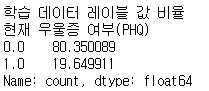 학습 데이터 레이블 값 비율
현재 우울증 여부(PHQ)
0.0    80.350089
1.0    19.649911
Name: count, dtype: float64